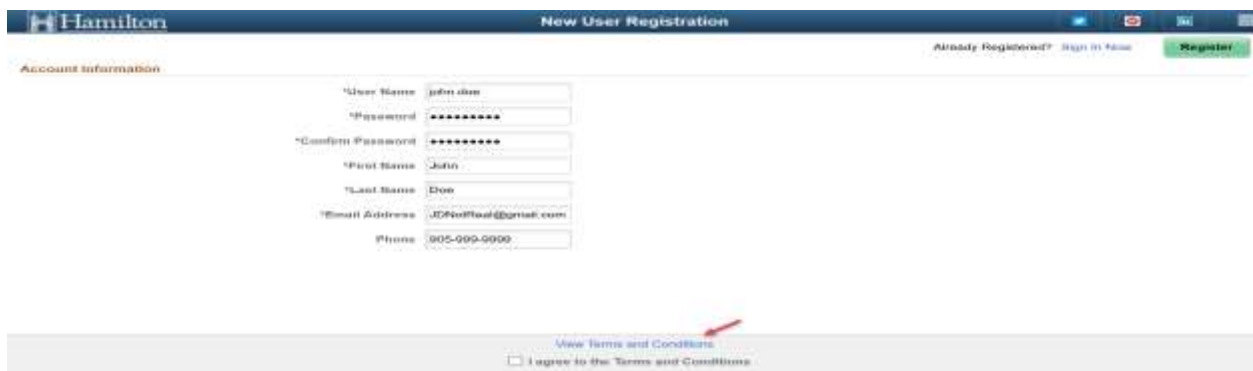 Hamilton New User Registration
Already Registered? Sign In Now Register
Account Information
*User Name john.doe
*Password •••••••••
*Confirm Password •••••••••
*First Name John
*Last Name Doe
*Email Address JDNotReal@gmail.com
Phone 905-999-9999
View Terms and Conditions
I agree to the Terms and Conditions